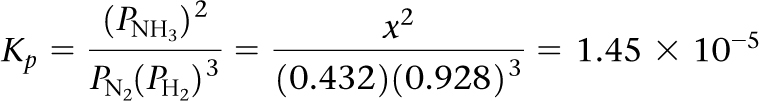 K_p = (P_NH₃)² / P_N₂(P_H₂)³ = x² / (0.432)(0.928)³ = 1.45 × 10⁻⁵